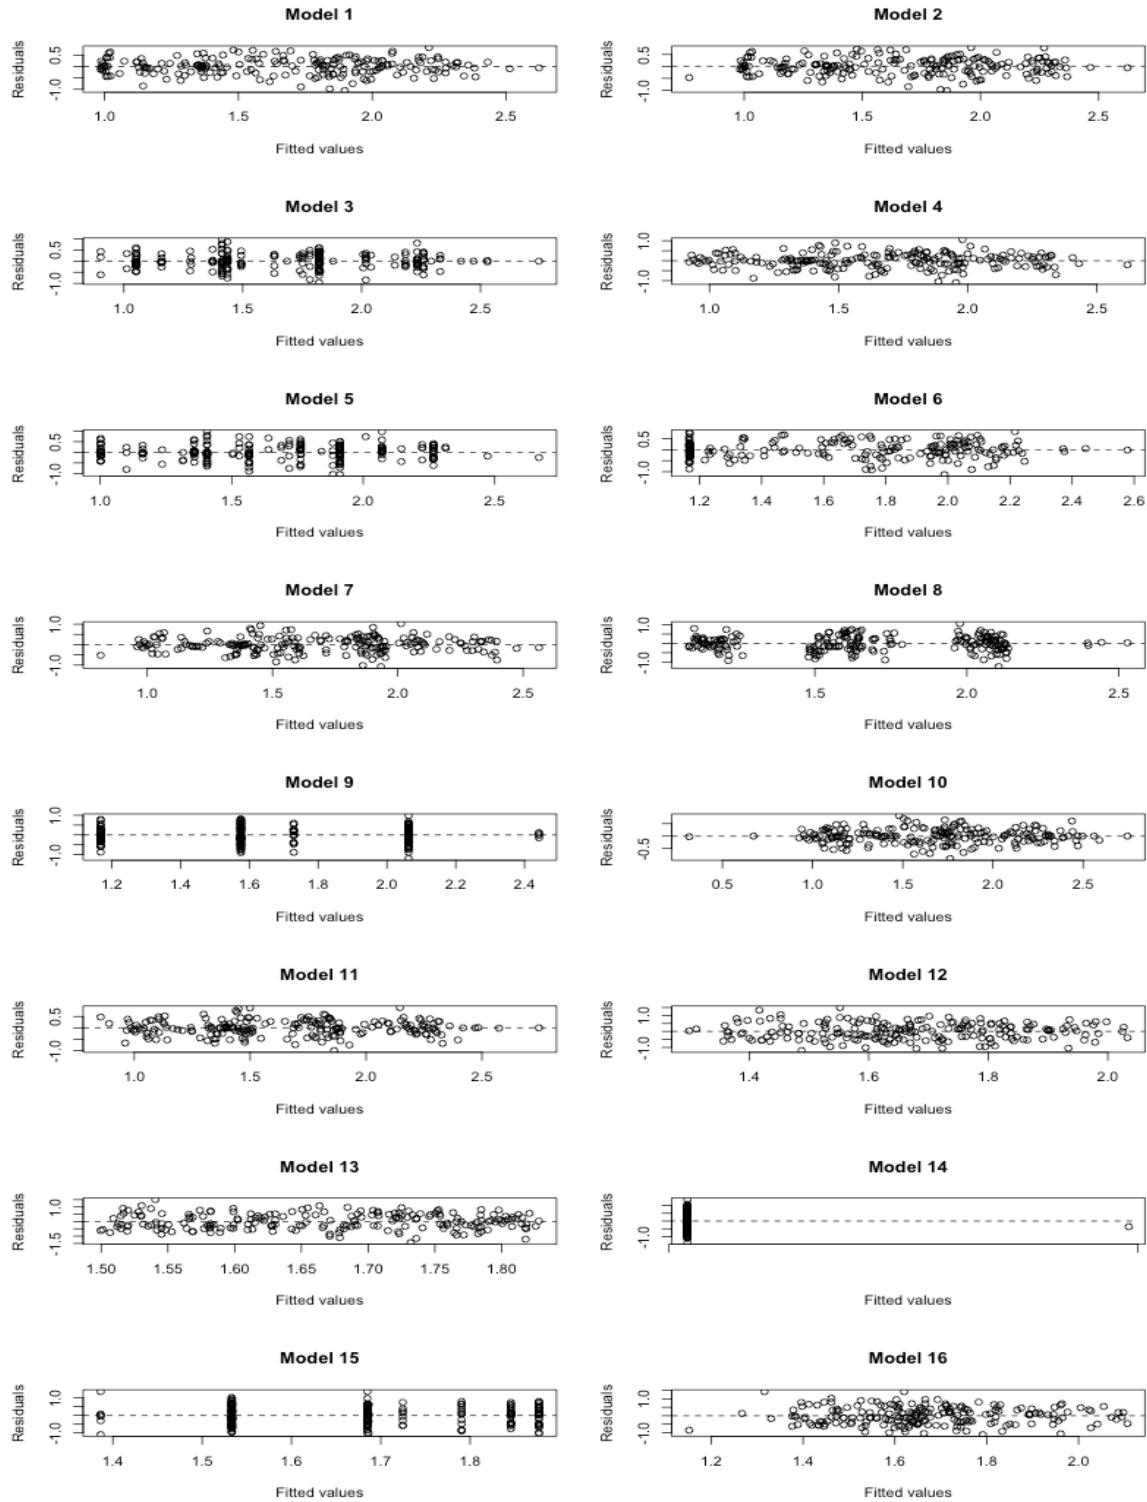 Model 1
Residuals
-1.0 0.5
1.0 1.5 2.0 2.5
Fitted values
Model 2
Residuals
-1.0 0.5
1.0 1.5 2.0 2.5
Fitted values
Model 3
Residuals
-1.0 0.5
1.0 1.5 2.0 2.5
Fitted values
Model 4
Residuals
-1.0 1.0
1.0 1.5 2.0 2.5
Fitted values
Model 5
Residuals
-1.0 0.5
1.0 1.5 2.0 2.5
Fitted values
Model 6
Residuals
-1.0 0.5
1.2 1.4 1.6 1.8 2.0 2.2 2.4 2.6
Fitted values
Model 7
Residuals
-1.0 1.0
1.0 1.5 2.0 2.5
Fitted values
Model 8
Residuals
-1.0 1.0
1.5 2.0 2.5
Fitted values
Model 9
Residuals
-1.0 1.0
1.2 1.4 1.6 1.8 2.0 2.2 2.4
Fitted values
Model 10
Residuals
-0.5
0.5 1.0 1.5 2.0 2.5
Fitted values
Model 11
Residuals
-1.0 0.5
1.0 1.5 2.0 2.5
Fitted values
Model 12
Residuals
-1.0 1.0
1.4 1.6 1.8 2.0
Fitted values
Model 13
Residuals
-1.5 1.0
1.50 1.55 1.60 1.65 1.70 1.75 1.80
Fitted values
Model 14
Residuals
-1.0
Fitted values
Model 15
Residuals
-1.0 1.0
1.4 1.5 1.6 1.7 1.8
Fitted values
Model 16
Residuals
-1.0 1.0
1.2 1.4 1.6 1.8 2.0
Fitted values